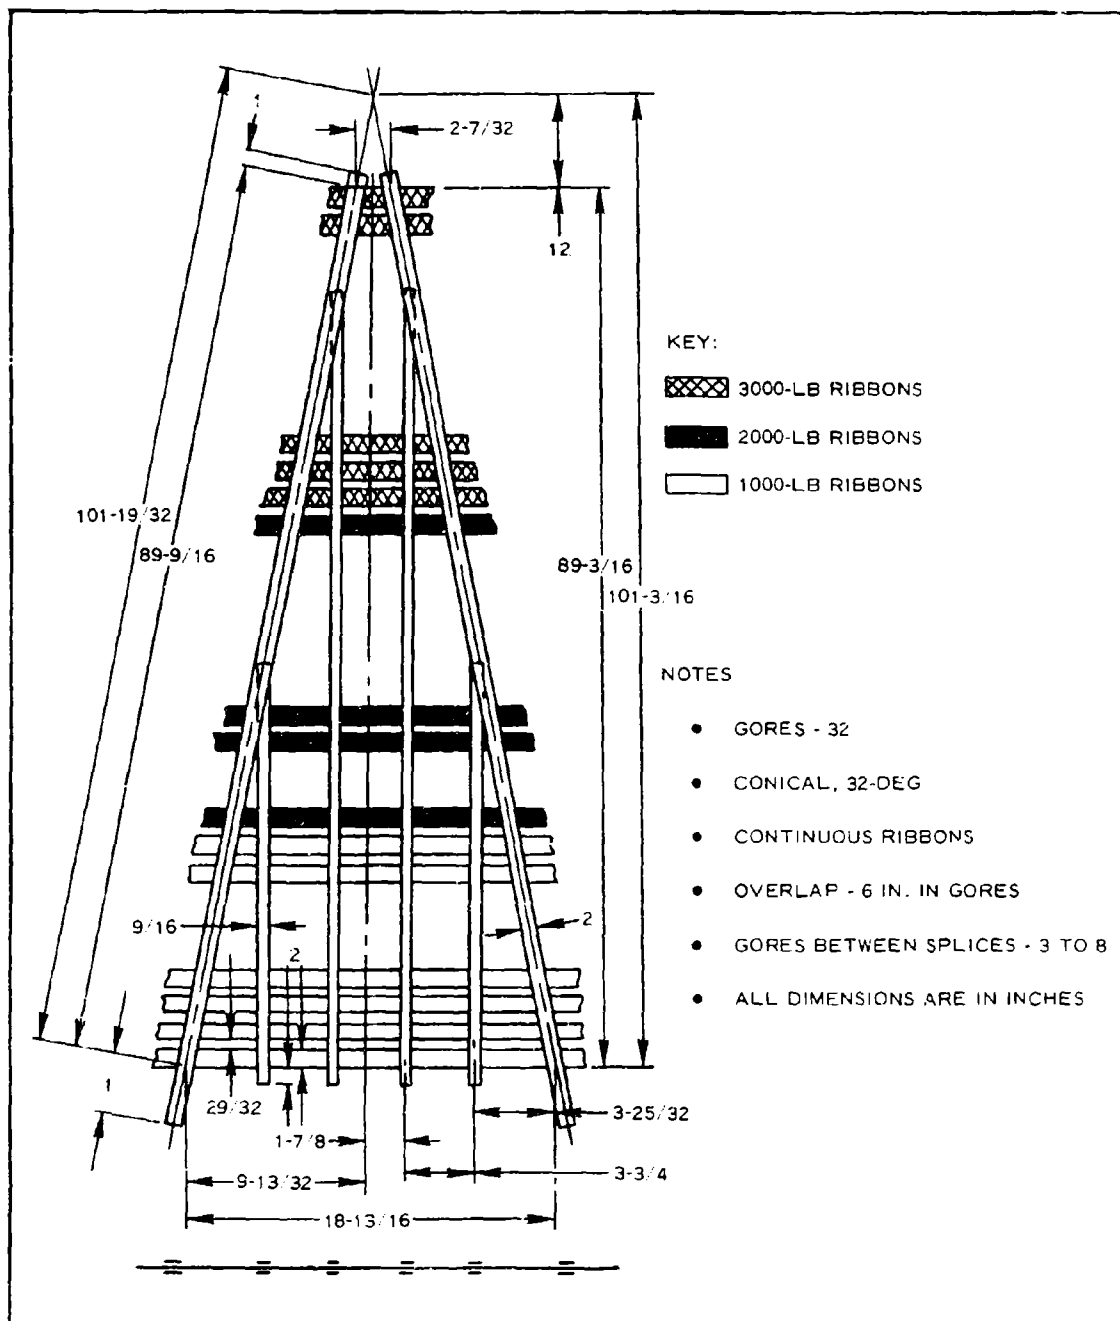 1
2-7/32
12
KEY:
3000-LB RIBBONS
2000-LB RIBBONS
1000-LB RIBBONS
101-19/32
89-9/16
89-3/16
101-3/16
NOTES
• GORES - 32
• CONICAL, 32-DEG
• CONTINUOUS RIBBONS
• OVERLAP - 6 IN. IN GORES
• GORES BETWEEN SPLICES - 3 TO 8
• ALL DIMENSIONS ARE IN INCHES
9/16
2
2
1
29/32
1-7/8
3-25/32
9-13/32
3-3/4
18-13/16